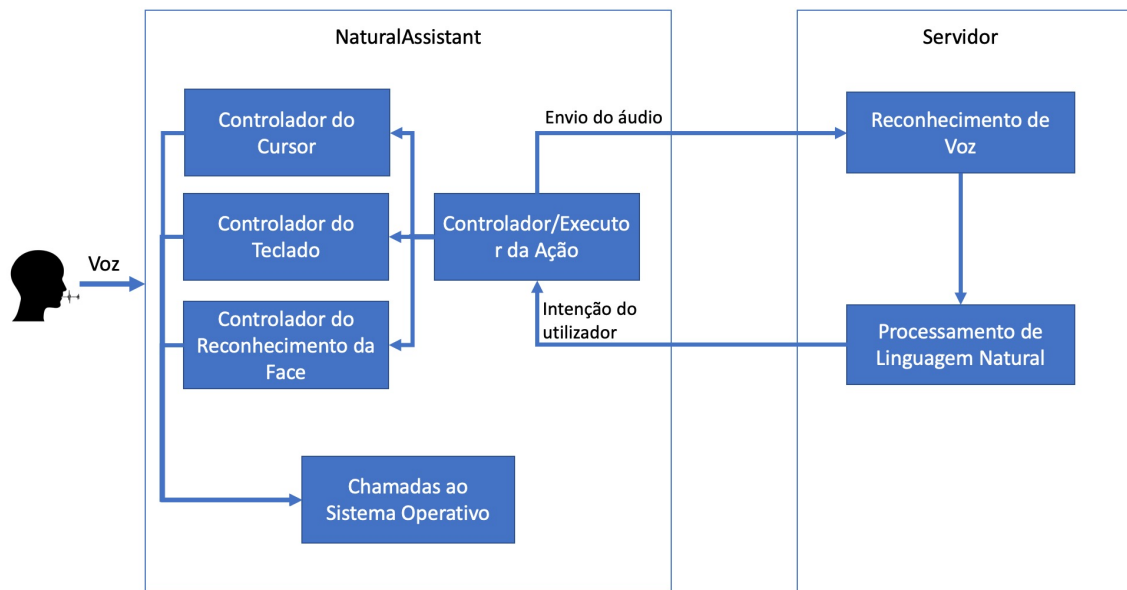 NaturalAssistant
Servidor
Controlador do
Cursor
Envio do áudio
Reconhecimento de
Voz
Controlador do
Teclado
Controlador/Executo
r da Ação
Voz
Controlador do
Reconhecimento da
Face
Intenção do
utilizador
Processamento de
Linguagem Natural
Chamadas ao
Sistema Operativo